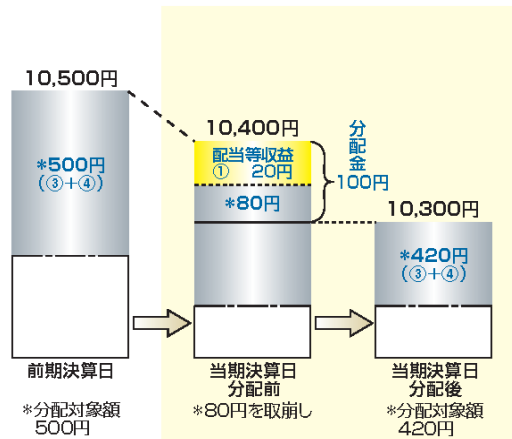 10,500円
*500円
(③+④)
前期決算日
*分配対象額
500円
10,400円
配当等収益
① 20円
*80円
分配金
100円
当期決算日
分配前
*80円を取崩し
10,300円
*420円
(③+④)
当期決算日
分配後
*分配対象額
420円